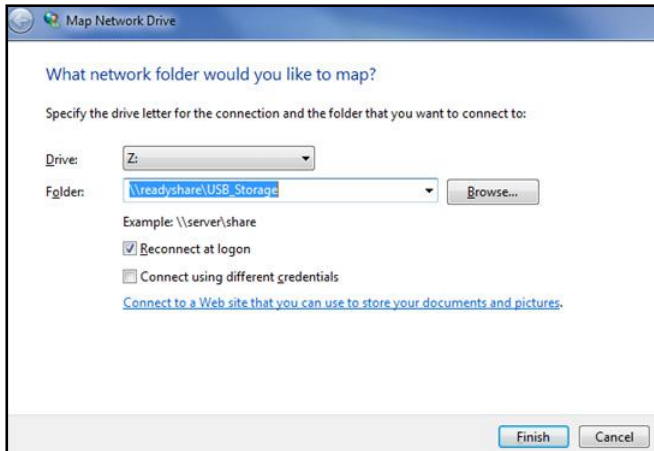 Map Network Drive
What network folder would you like to map?
Specify the drive letter for the connection and the folder that you want to connect to:
Drive: Z:
Folder: \\readyshare\USB_Storage Browse...
Example: \\server\share
Reconnect at logon
Connect using different credentials
Connect to a Web site that you can use to store your documents and pictures.
Finish Cancel